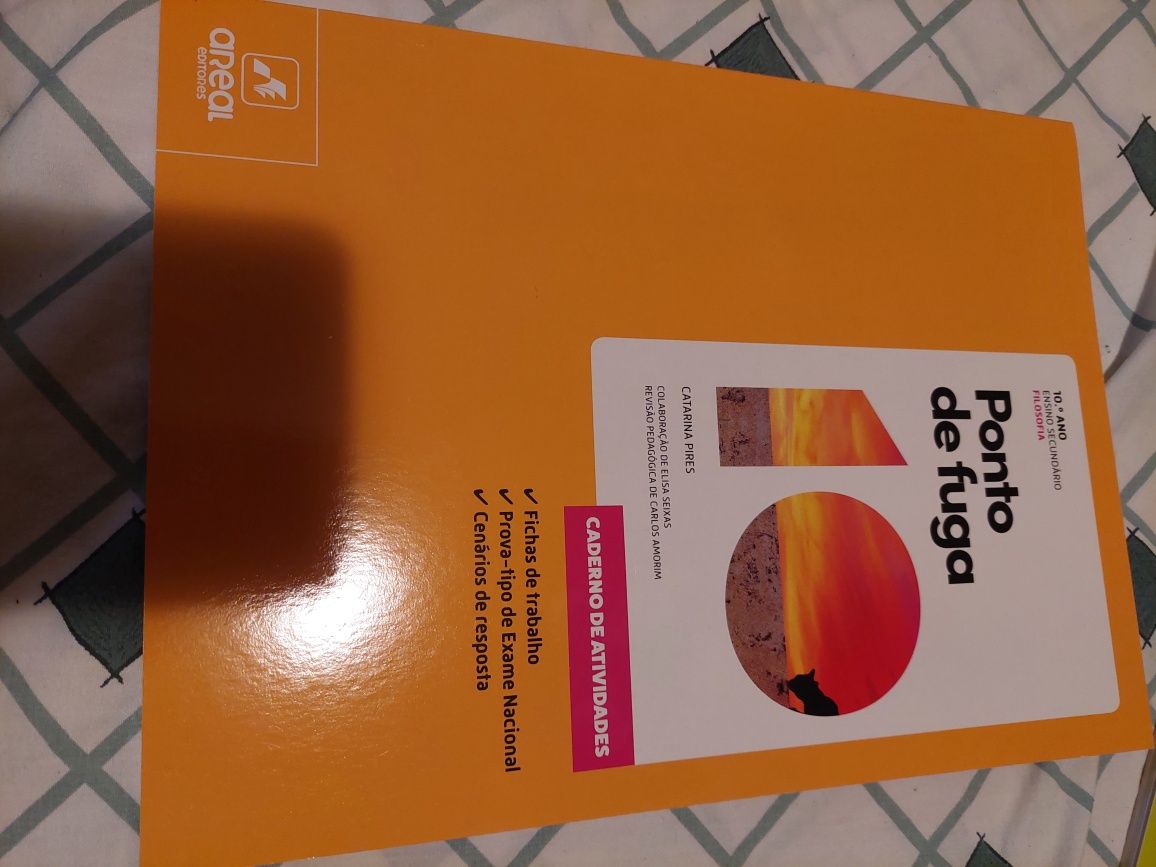 10.º ANO
ENSINO SECUNDÁRIO
FILOSOFIA
Ponto
de fuga
10
CATARINA PIRES
COLABORAÇÃO DE ELISA SEIXAS
REVISÃO PEDAGÓGICA DE CARLOS AMORIM
CADERNO DE ATIVIDADES
✔ Fichas de trabalho
✔ Prova-tipo de Exame Nacional
✔ Cenários de resposta
areal
EDITORES